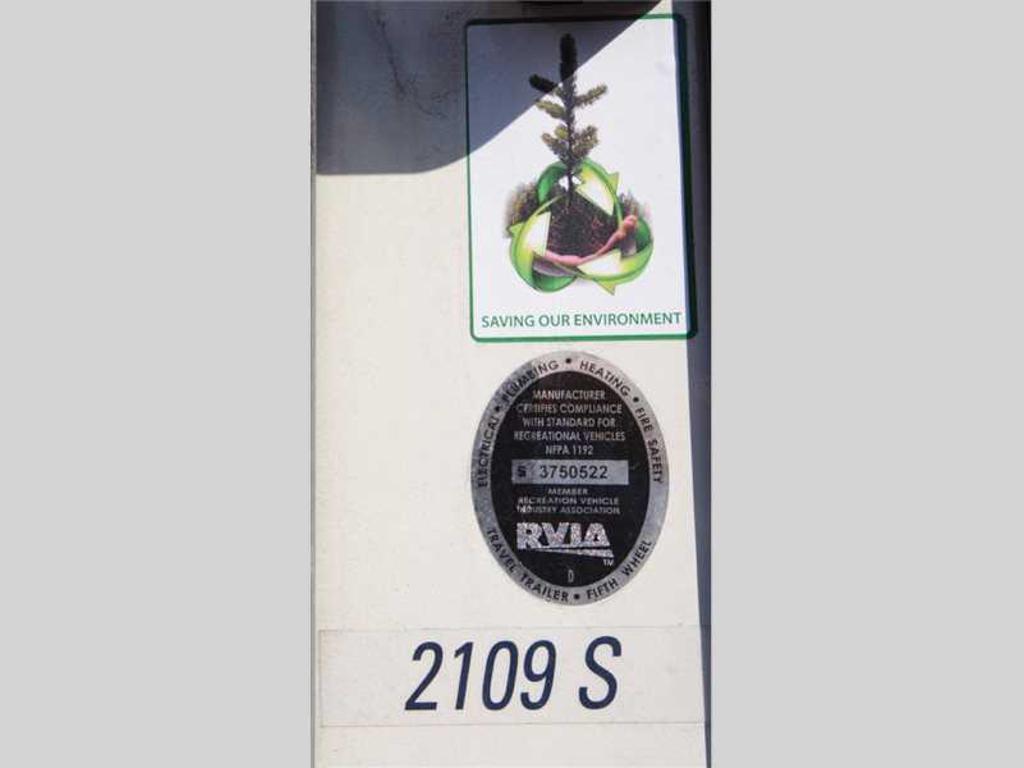 SAVING OUR ENVIRONMENT
ELECTRICAL • PLUMBING • HEATING • FIRE SAFETY
MANUFACTURER
CERTIFIES COMPLIANCE
WITH STANDARD FOR
RECREATIONAL VEHICLES
NFPA 1192
S 3750522
MEMBER
RECREATION VEHICLE
INDUSTRY ASSOCIATION
RVIA
TM
D
TRAVEL TRAILER • FIFTH WHEEL
2109 S